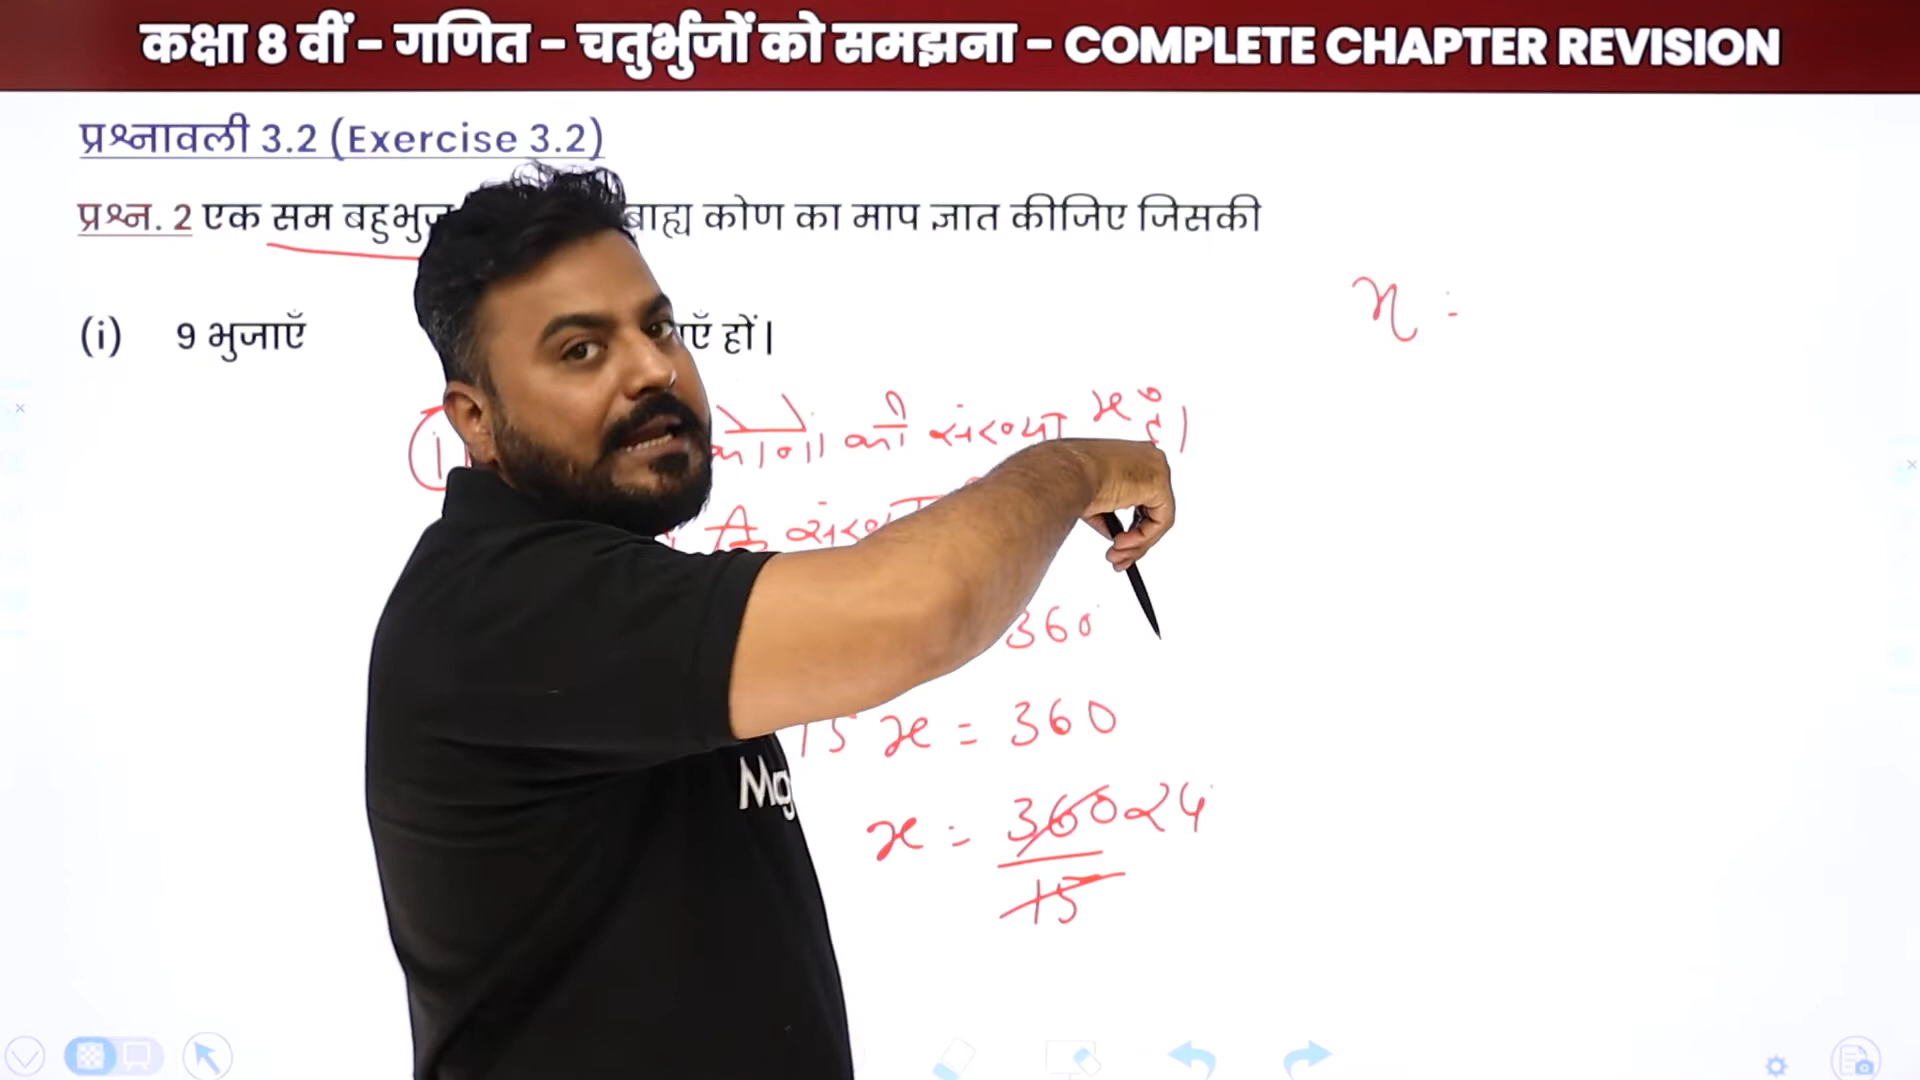 कक्षा 8 वीं – गणित – चतुर्भुजों को समझना – COMPLETE CHAPTER REVISION
प्रश्नावली 3.2 (Exercise 3.2)
प्रश्न. 2 एक सम बहुभुज बाह्य कोण का माप ज्ञात कीजिए जिसकी
n =
(i) 9 भुजाएँ हों।
की संख्या x है।
संख्या
360
15 x = 360
x = 360 24
15